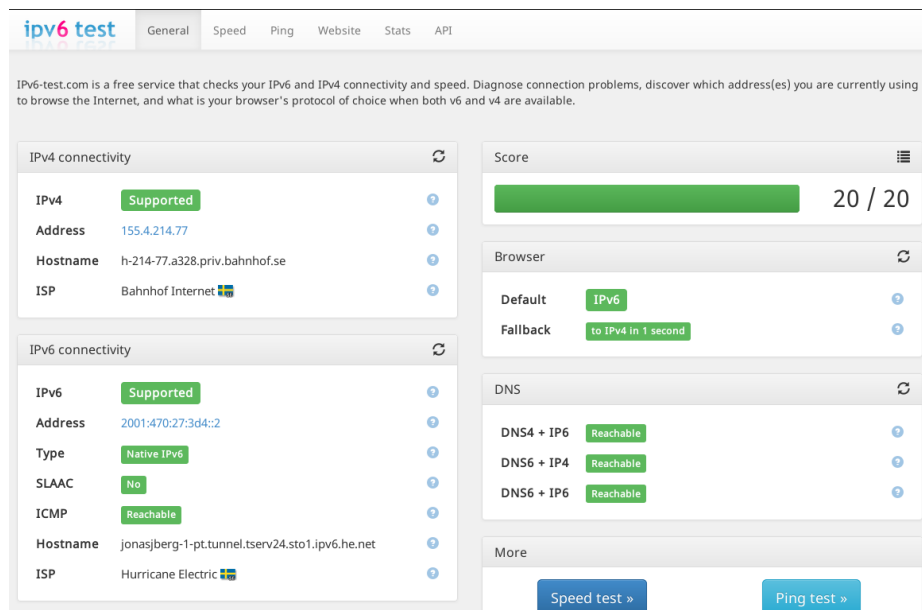 ipv6 test
General Speed Ping Website Stats API
IPv6-test.com is a free service that checks your IPv6 and IPv4 connectivity and speed. Diagnose connection problems, discover which address(es) you are currently using
to browse the Internet, and what is your browser's protocol of choice when both v6 and v4 are available.
IPv4 connectivity
IPv4 Supported
Address 155.4.214.77
Hostname h-214-77.a328.priv.bahnhof.se
ISP Bahnhof Internet
IPv6 connectivity
IPv6 Supported
Address 2001:470:27:3d4::2
Type Native IPv6
SLAAC No
ICMP Reachable
Hostname jonasjberg-1-pt.tunnel.tserv24.sto1.ipv6.he.net
ISP Hurricane Electric
Score
20 / 20
Browser
Default IPv6
Fallback to IPv4 in 1 second
DNS
DNS4 + IP6 Reachable
DNS6 + IP4 Reachable
DNS6 + IP6 Reachable
More
Speed test » Ping test »